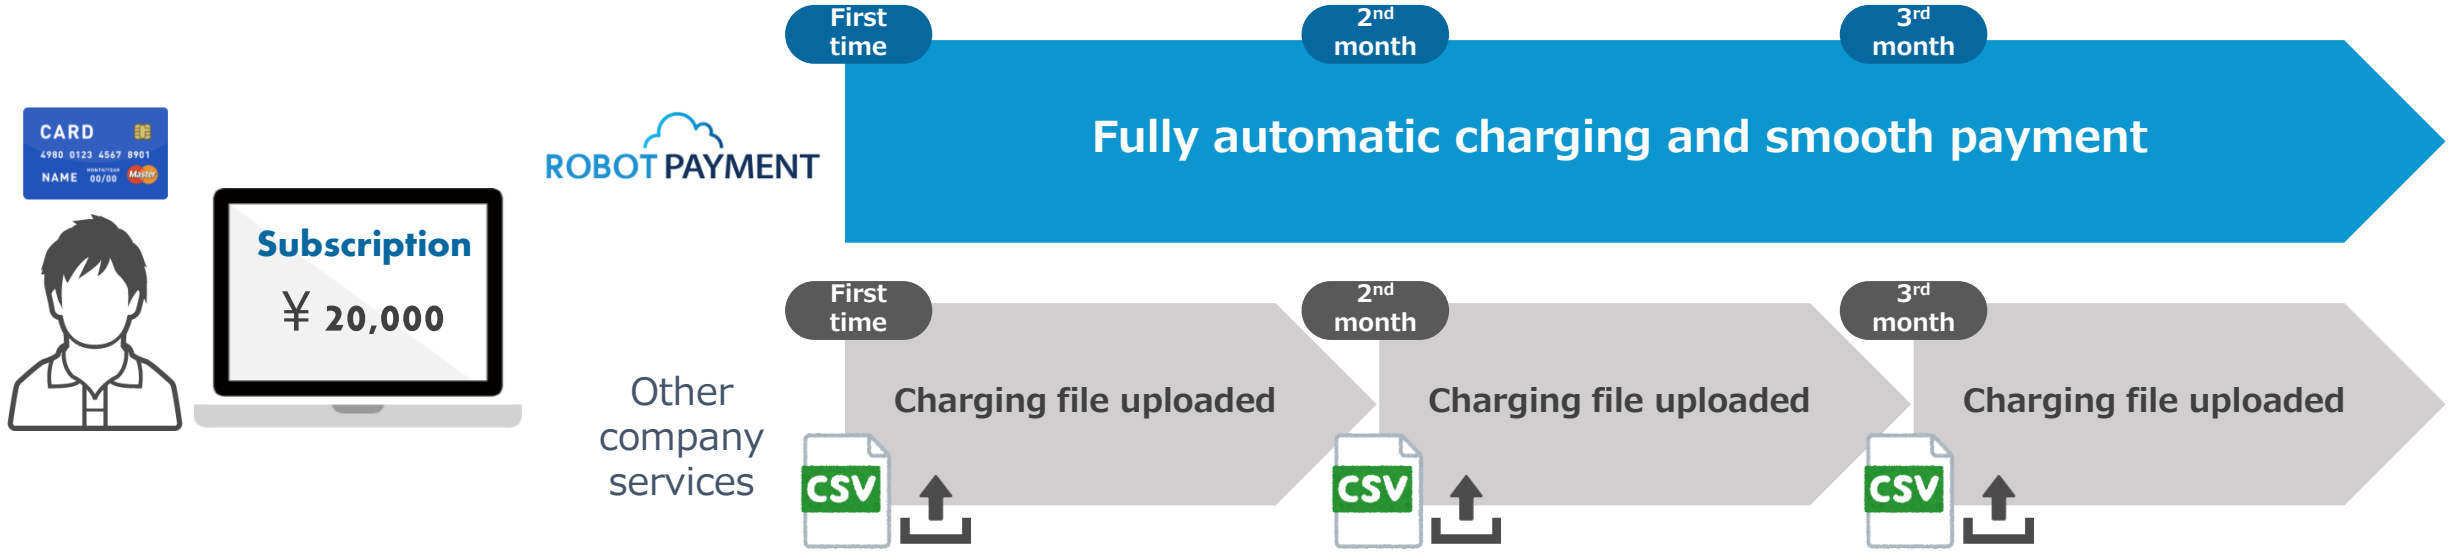 CARD
4980 0123 4567 8901
NAME
MONTH/YEAR
00/00
Master
Subscription
¥ 20,000
ROBOT PAYMENT
First
time
2nd
month
3rd
month
Fully automatic charging and smooth payment
Other
company
services
First
time
2nd
month
3rd
month
Charging file uploaded
Charging file uploaded
Charging file uploaded
CSV
CSV
CSV